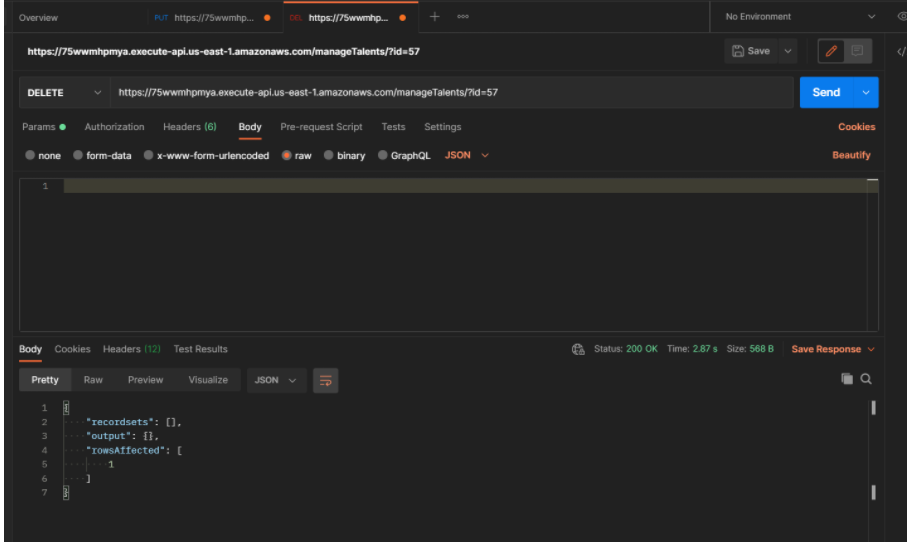 Overview PUT https://75wwmhp... DEL https://75wwmhp... + ooo No Environment
https://75wwmhpmya.execute-api.us-east-1.amazonaws.com/manageTalents/?id=57 Save </
DELETE https://75wwmhpmya.execute-api.us-east-1.amazonaws.com/manageTalents/?id=57 Send
Params Authorization Headers (6) Body Pre-request Script Tests Settings Cookies
none form-data x-www-form-urlencoded raw binary GraphQL JSON Beautify
1
Body Cookies Headers (12) Test Results Status: 200 OK Time: 2.87 s Size: 568 B Save Response
Pretty Raw Preview Visualize JSON
1 {
2 "recordsets": [],
3 "output": {},
4 "rowsAffected": [
5 1
6 ]
7 }